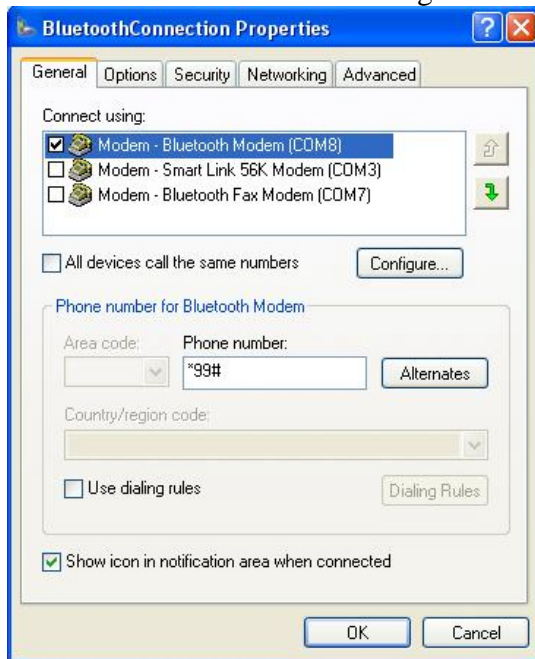 BluetoothConnection Properties
General Options Security Networking Advanced
Connect using:
Modem - Bluetooth Modem (COM8)
Modem - Smart Link 56K Modem (COM3)
Modem - Bluetooth Fax Modem (COM7)
All devices call the same numbers Configure...
Phone number for Bluetooth Modem
Area code: Phone number:
*99# Alternates
Country/region code:
Use dialing rules Dialing Rules
Show icon in notification area when connected
OK Cancel